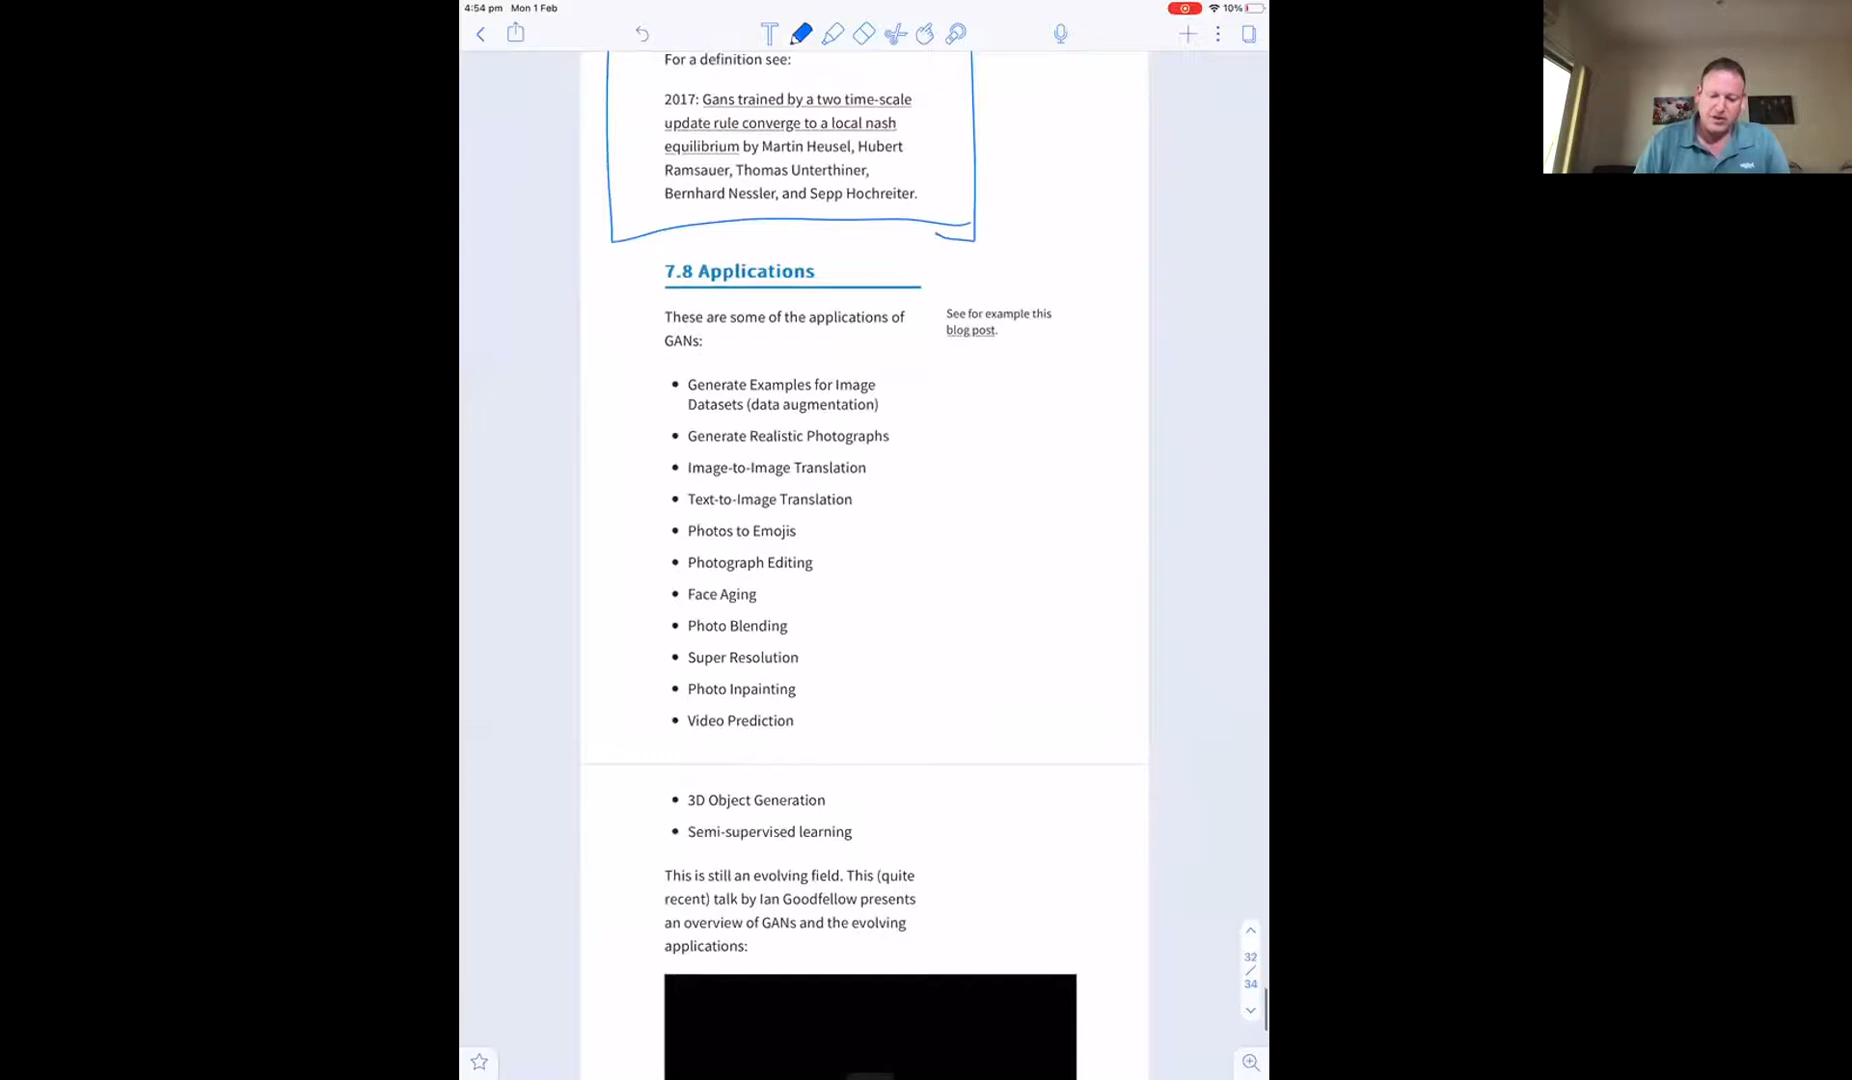 4:54 pm Mon 1 Feb
10%
For a definition see:
2017: Gans trained by a two time-scale
update rule converge to a local nash
equilibrium by Martin Heusel, Hubert
Ramsauer, Thomas Unterthiner,
Bernhard Nessler, and Sepp Hochreiter.
7.8 Applications
These are some of the applications of
GANs:
See for example this
blog post.
• Generate Examples for Image
Datasets (data augmentation)
• Generate Realistic Photographs
• Image-to-Image Translation
• Text-to-Image Translation
• Photos to Emojis
• Photograph Editing
• Face Aging
• Photo Blending
• Super Resolution
• Photo Inpainting
• Video Prediction
• 3D Object Generation
• Semi-supervised learning
This is still an evolving field. This (quite
recent) talk by Ian Goodfellow presents
an overview of GANs and the evolving
applications:
32
/
34